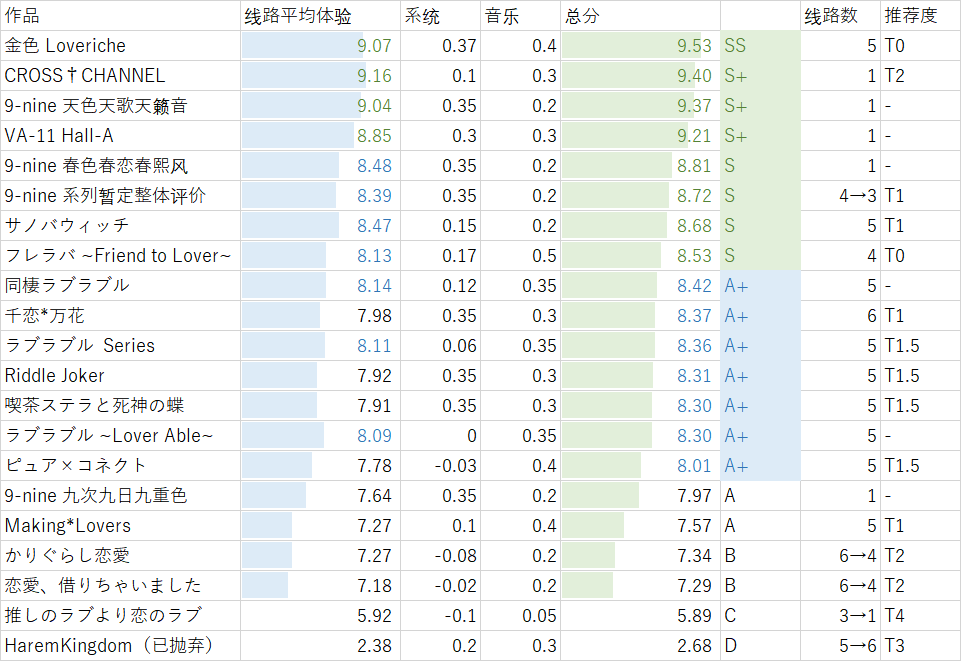 作品 线路平均体验 系统 音乐 总分 线路数 推荐度
金色 Loveriche 9.07 0.37 0.4 9.53 SS 5 T0
CROSS†CHANNEL 9.16 0.1 0.3 9.40 S+ 1 T2
9-nine 天色天歌天籁音 9.04 0.35 0.2 9.37 S+ 1 -
VA-11 Hall-A 8.85 0.3 0.3 9.21 S+ 1 -
9-nine 春色春恋春熙风 8.48 0.35 0.2 8.81 S 1 -
9-nine 系列暂定整体评价 8.39 0.35 0.2 8.72 S 4→3 T1
サノバウィッチ 8.47 0.15 0.2 8.68 S 5 T1
フレラバ ~Friend to Lover~ 8.13 0.17 0.5 8.53 S 4 T0
同棲ラブラブル 8.14 0.12 0.35 8.42 A+ 5 -
千恋*万花 7.98 0.35 0.3 8.37 A+ 6 T1
ラブラブル Series 8.11 0.06 0.35 8.36 A+ 5 T1.5
Riddle Joker 7.92 0.35 0.3 8.31 A+ 5 T1.5
喫茶ステラと死神の蝶 7.91 0.35 0.3 8.30 A+ 5 T1.5
ラブラブル ~Lover Able~ 8.09 0 0.35 8.30 A+ 5 -
ピュア×コネクト 7.78 -0.03 0.4 8.01 A+ 5 T1.5
9-nine 九次九日九重色 7.64 0.35 0.2 7.97 A 1 -
Making*Lovers 7.27 0.1 0.4 7.57 A 5 T1
かりぐらし恋愛 7.27 -0.08 0.2 7.34 B 6→4 T2
恋愛、借りちゃいました 7.18 -0.02 0.2 7.29 B 6→4 T2
推しのラブより恋のラブ 5.92 -0.1 0.05 5.89 C 3→1 T4
HaremKingdom（已抛弃） 2.38 0.2 0.3 2.68 D 5→6 T3